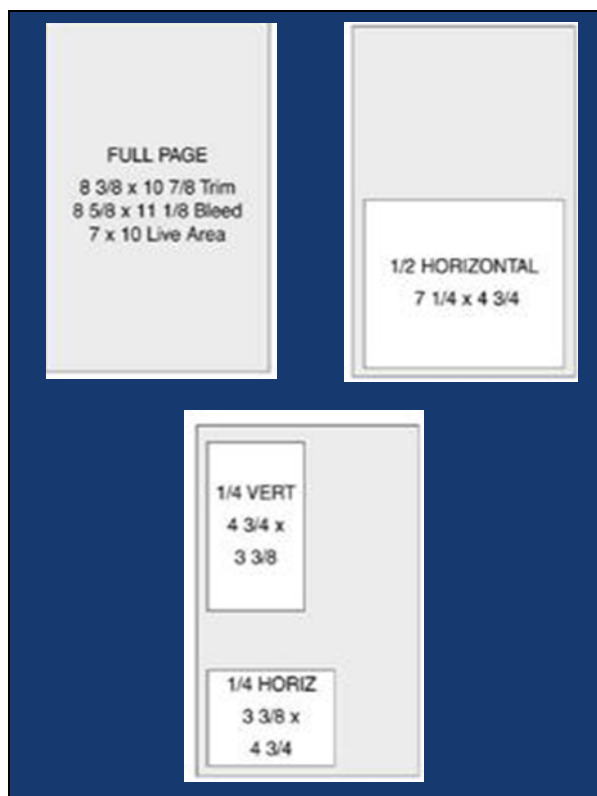 FULL PAGE
8 3/8 x 10 7/8 Trim
8 5/8 x 11 1/8 Bleed
7 x 10 Live Area
1/2 HORIZONTAL
7 1/4 x 4 3/4
1/4 VERT
4 3/4 x
3 3/8
1/4 HORIZ
3 3/8 x
4 3/4